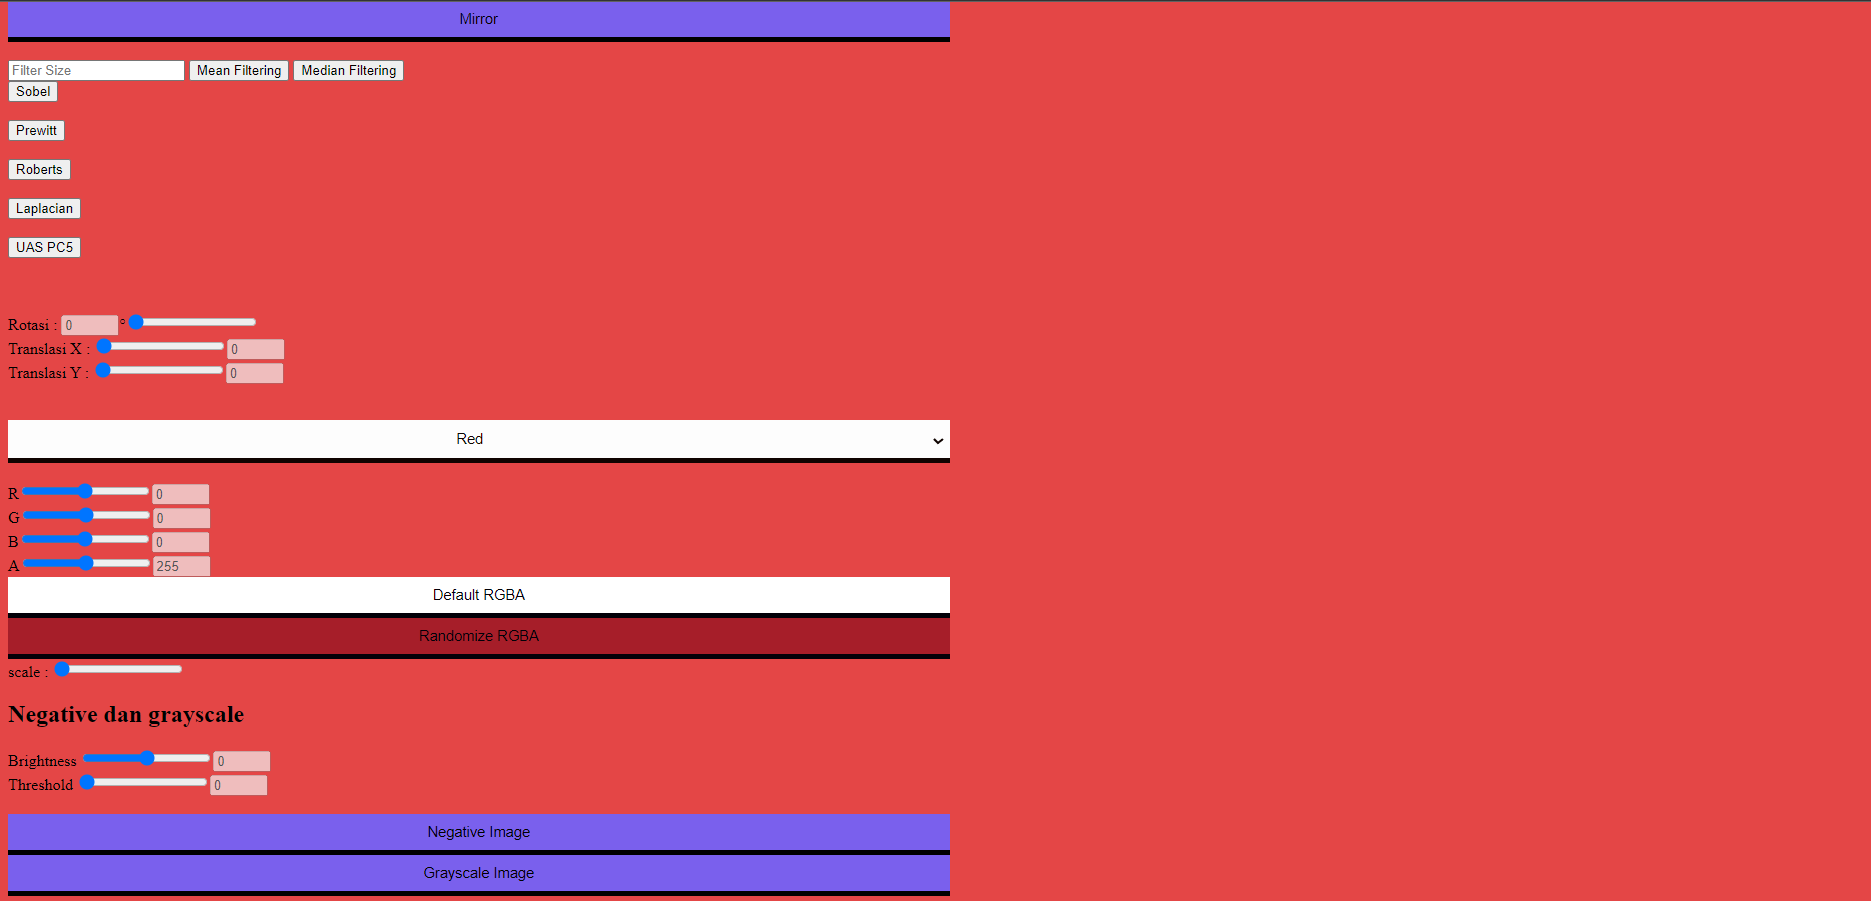 Mirror
Filter Size Mean Filtering Median Filtering
Sobel
Prewitt
Roberts
Laplacian
UAS PC5
Rotasi : 0 °
Translasi X : 0
Translasi Y : 0
Red
R 0
G 0
B 0
A 255
Default RGBA
Randomize RGBA
scale :
Negative dan grayscale
Brightness 0
Threshold 0
Negative Image
Grayscale Image